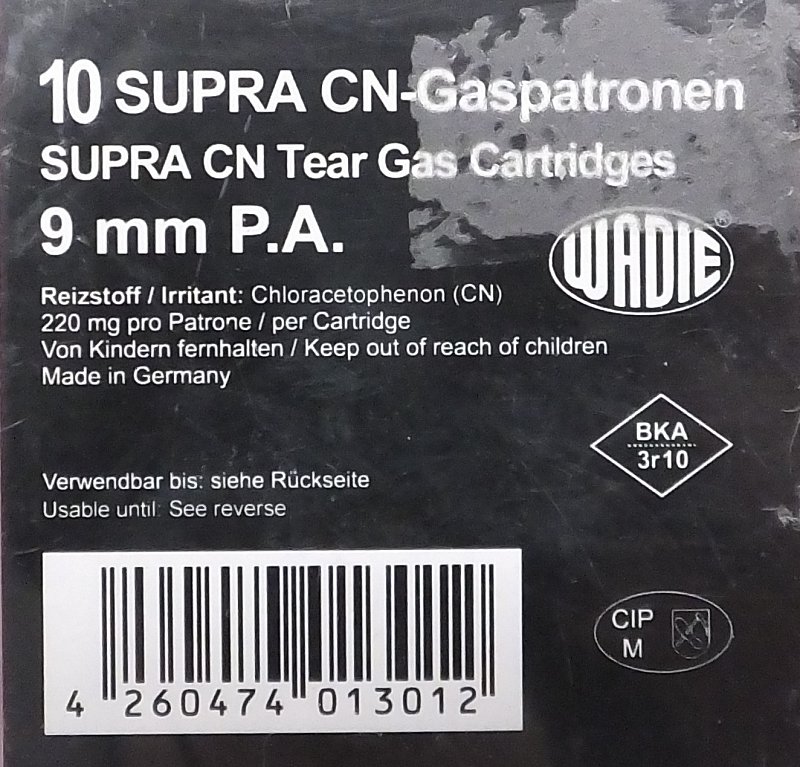 10 SUPRA CN-Gaspatronen
SUPRA CN Tear Gas Cartridges
9 mm P.A.
WADIE®
Reizstoff / Irritant: Chloracetophenon (CN)
220 mg pro Patrone / per Cartridge
Von Kindern fernhalten / Keep out of reach of children
Made in Germany
BKA
3r10
Verwendbar bis: siehe Rückseite
Usable until: See reverse
CIP
M
4 260474 013012